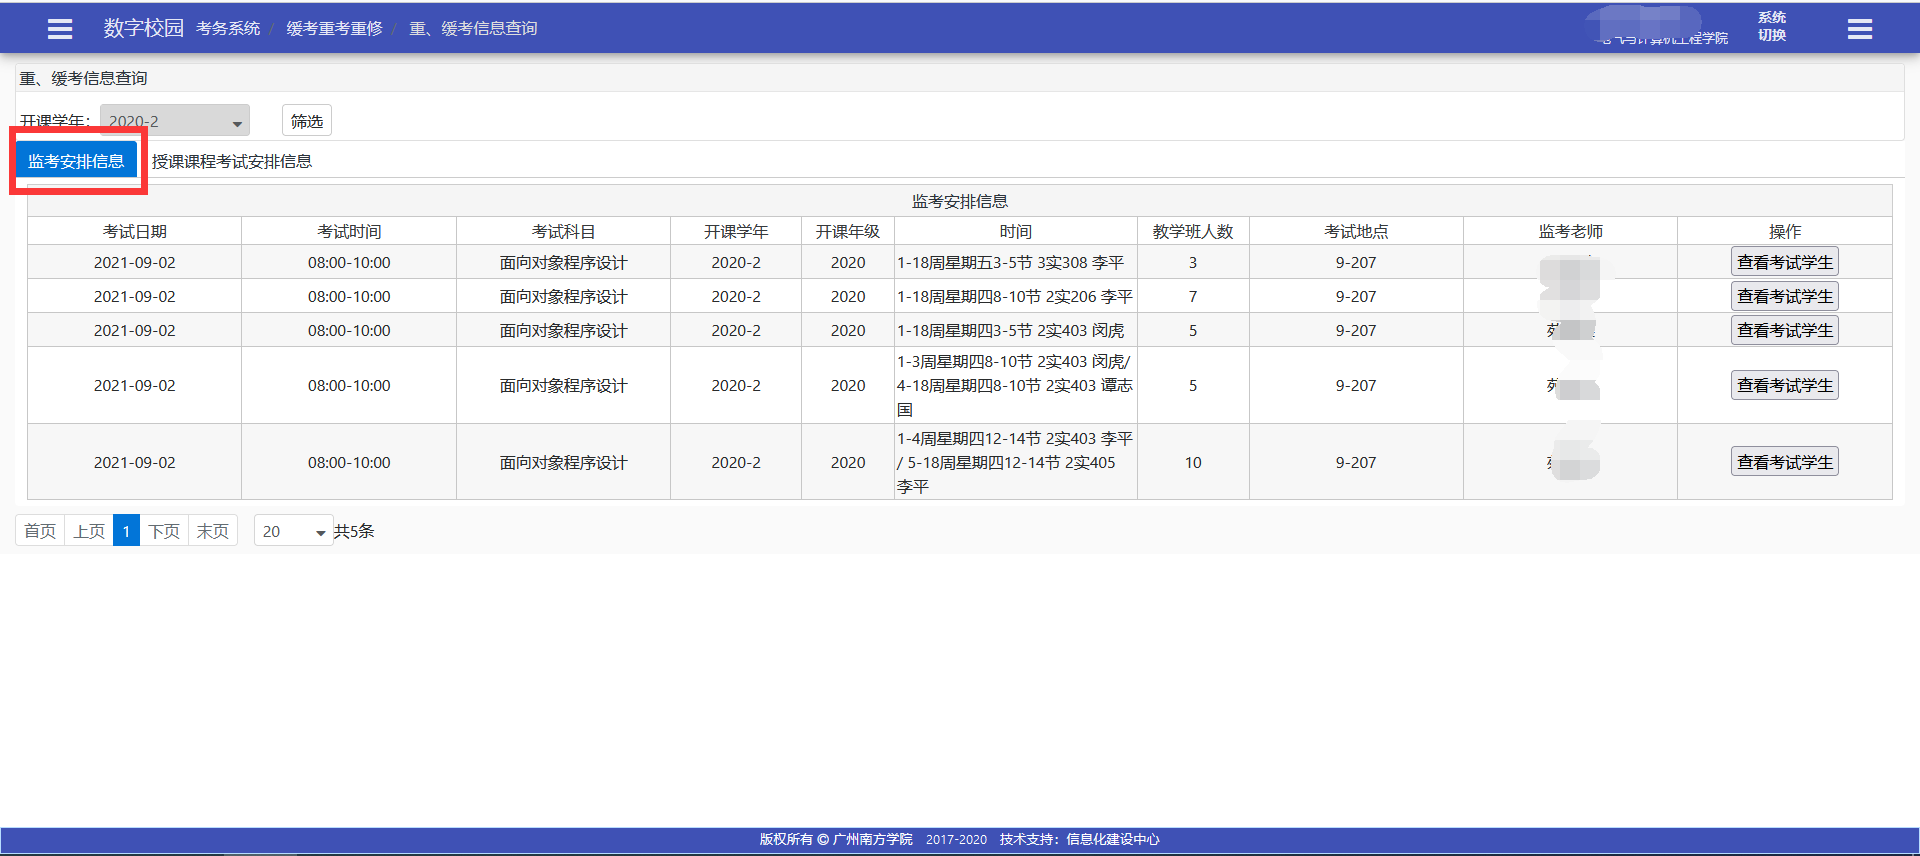 数字校园 考务系统 / 缓考重考重修 / 重、缓考信息查询
系统
切换
重、缓考信息查询
开课学年： 2020-2 筛选
监考安排信息 授课课程考试安排信息
监考安排信息
考试日期 考试时间 考试科目 开课学年 开课年级 时间 教学班人数 考试地点 监考老师 操作
2021-09-02 08:00-10:00 面向对象程序设计 2020-2 2020 1-18周星期五3-5节 3实308 李平 3 9-207 查看考试学生
2021-09-02 08:00-10:00 面向对象程序设计 2020-2 2020 1-18周星期四8-10节 2实206 李平 7 9-207 查看考试学生
2021-09-02 08:00-10:00 面向对象程序设计 2020-2 2020 1-18周星期四3-5节 2实403 闵虎 5 9-207 查看考试学生
1-3周星期四8-10节 2实403 闵虎/
2021-09-02 08:00-10:00 面向对象程序设计 2020-2 2020 4-18周星期四8-10节 2实403 谭志 5 9-207 查看考试学生
国
1-4周星期四12-14节 2实403 李平
2021-09-02 08:00-10:00 面向对象程序设计 2020-2 2020 / 5-18周星期四12-14节 2实405 10 9-207 查看考试学生
李平
首页 上页 1 下页 末页 20 共5条
版权所有 © 广州南方学院 2017-2020 技术支持：信息化建设中心